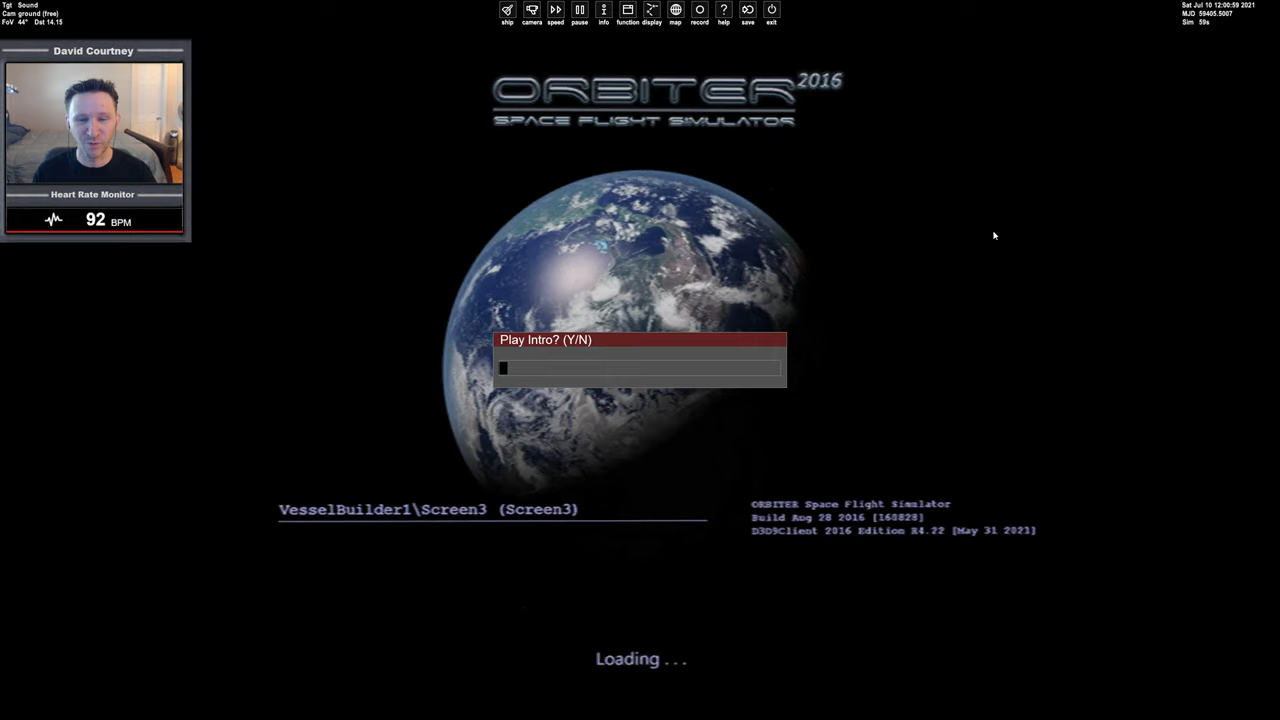 Tgt Sound
Cam ground (free)
FoV 44° Dst 14.15
ship camera speed pause info function display map record help save exit
Sat Jul 10 12:00:59 2021
MJD 59405.5007
Sim 59s
David Courtney
Heart Rate Monitor
92 BPM
ORBITER 2016
SPACE FLIGHT SIMULATOR
Play Intro? (Y/N)
VesselBuilder1\Screen3 (Screen3)
ORBITER Space Flight Simulator
Build Aug 28 2016 [160828]
D3D9Client 2016 Edition R4.22 [May 31 2021]
Loading . . .